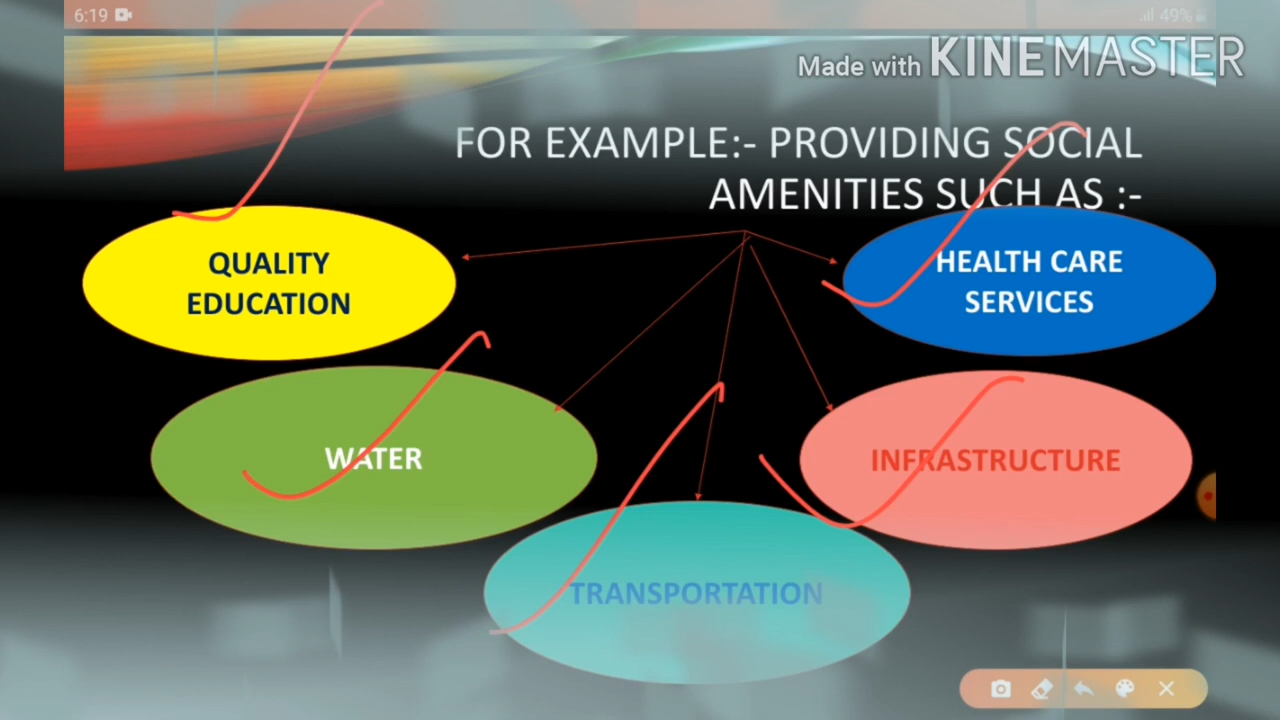 6:19
49%
Made with KINEMASTER
FOR EXAMPLE:- PROVIDING SOCIAL
AMENITIES SUCH AS :-
QUALITY
EDUCATION
HEALTH CARE
SERVICES
WATER
INFRASTRUCTURE
TRANSPORTATION